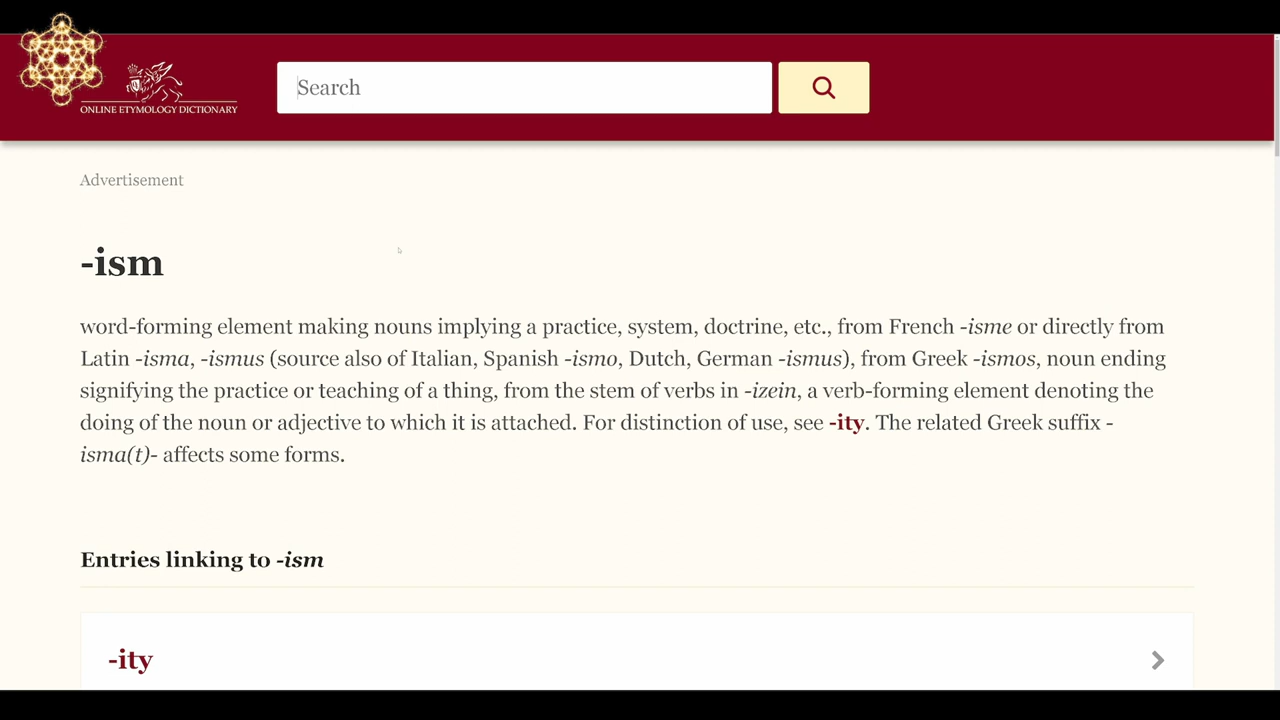 ONLINE ETYMOLOGY DICTIONARY
Search
Advertisement
-ism
word-forming element making nouns implying a practice, system, doctrine, etc., from French -isme or directly from
Latin -isma, -ismus (source also of Italian, Spanish -ismo, Dutch, German -ismus), from Greek -ismos, noun ending
signifying the practice or teaching of a thing, from the stem of verbs in -izein, a verb-forming element denoting the
doing of the noun or adjective to which it is attached. For distinction of use, see -ity. The related Greek suffix -
isma(t)- affects some forms.
Entries linking to -ism
-ity